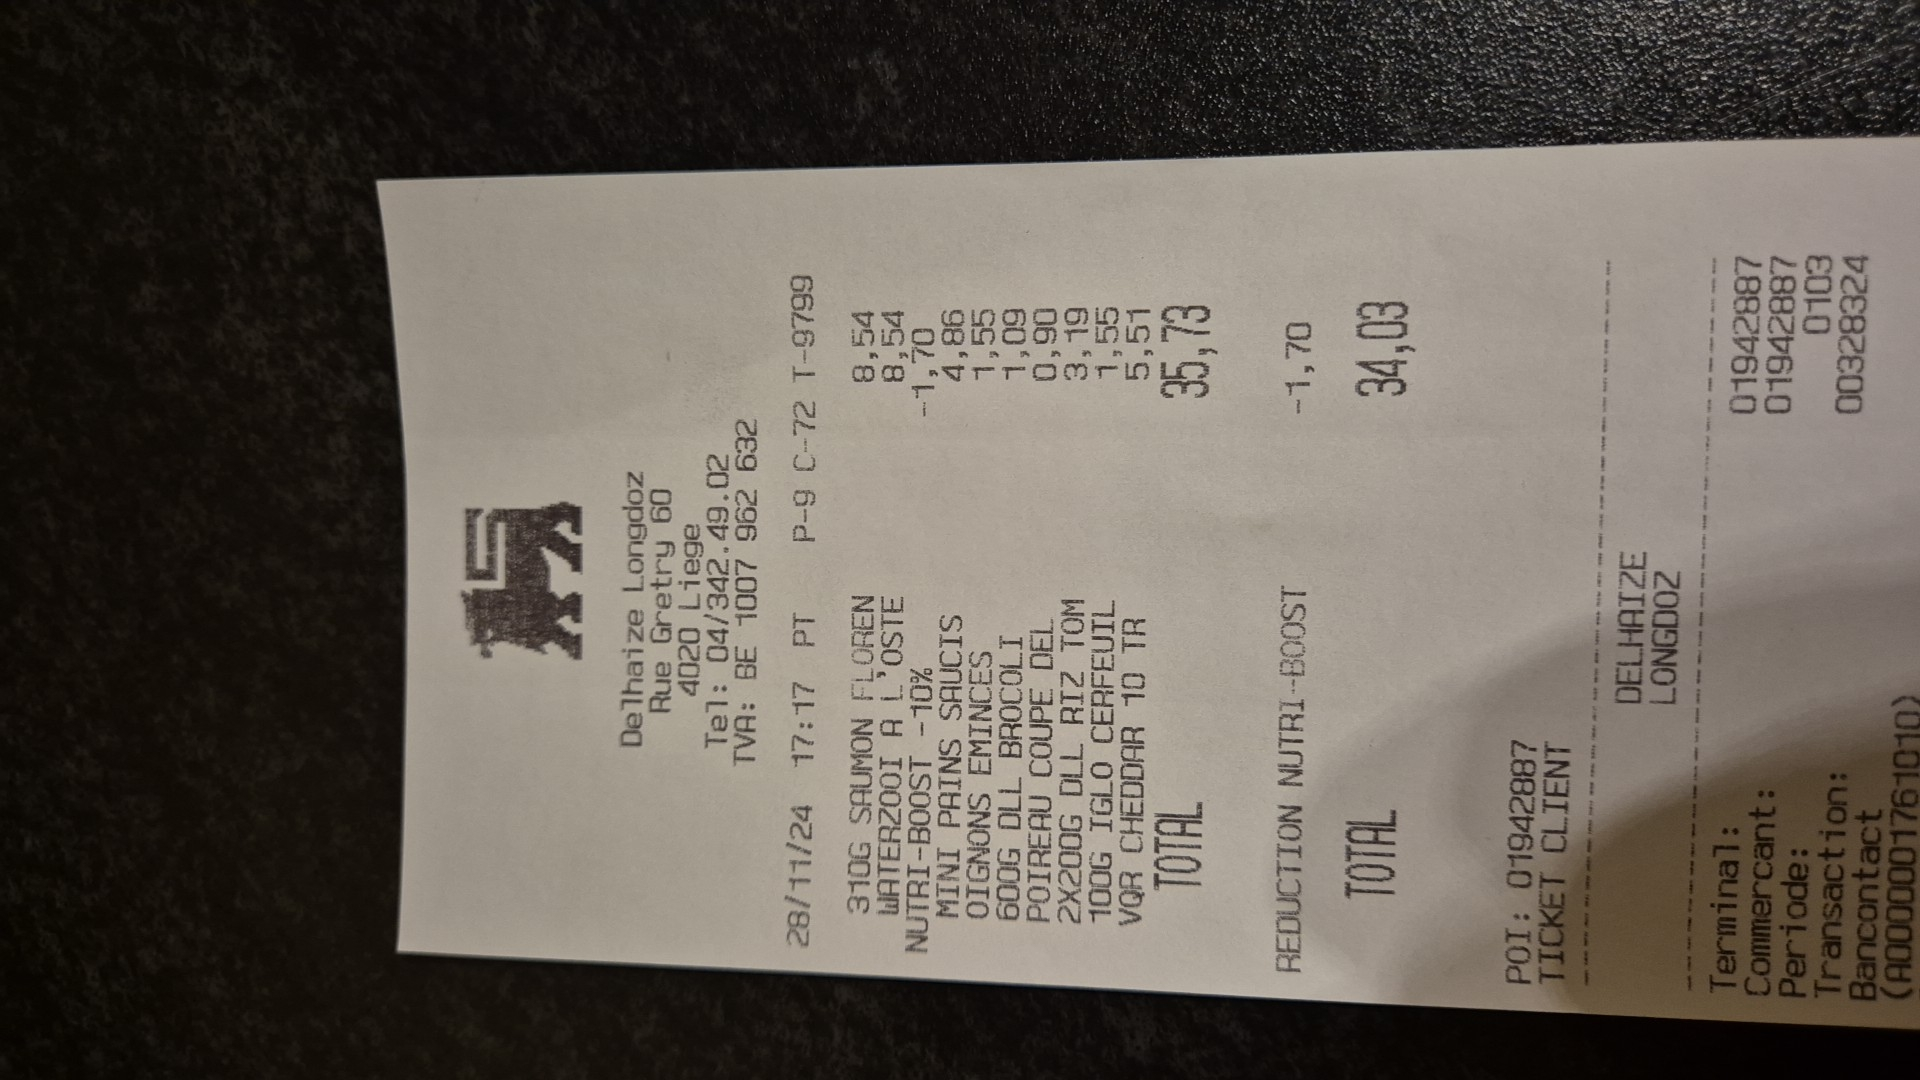 Delhaize Longdoz
Rue Gretry 60
4020 Liege
Tel: 04/342.49.02
TVA: BE 1007 962 632
28/11/24 17:17 PT P-9 C-72 T-9799
310G SAUMON FLOREN 8,54
WATERZOOI A L'OSTE 8,54
NUTRI-BOOST -10% -1,70
MINI PAINS SAUCIS 4,86
OIGNONS EMINCES 1,55
600G DLL BROCOLI 1,09
POIREAU COUPE DEL 0,90
2X200G DLL RIZ TOM 3,19
100G IGLO CERFEUIL 1,55
VQR CHEDDAR 10 TR 5,51
TOTAL 35,73
REDUCTION NUTRI-BOOST -1,70
TOTAL 34,03
POI: 01942887
TICKET CLIENT
DELHAIZE
LONGDOZ
Terminal: 01942887
Commercant: 01942887
Periode: 0103
Transaction: 00328324
Bancontact
(A0000001761010)